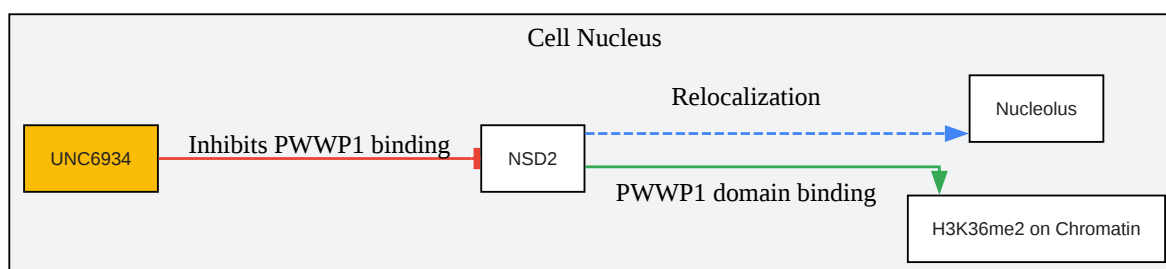 Cell Nucleus
Relocalization
Nucleolus
UNC6934
Inhibits PWWP1 binding
NSD2
PWWP1 domain binding
H3K36me2 on Chromatin